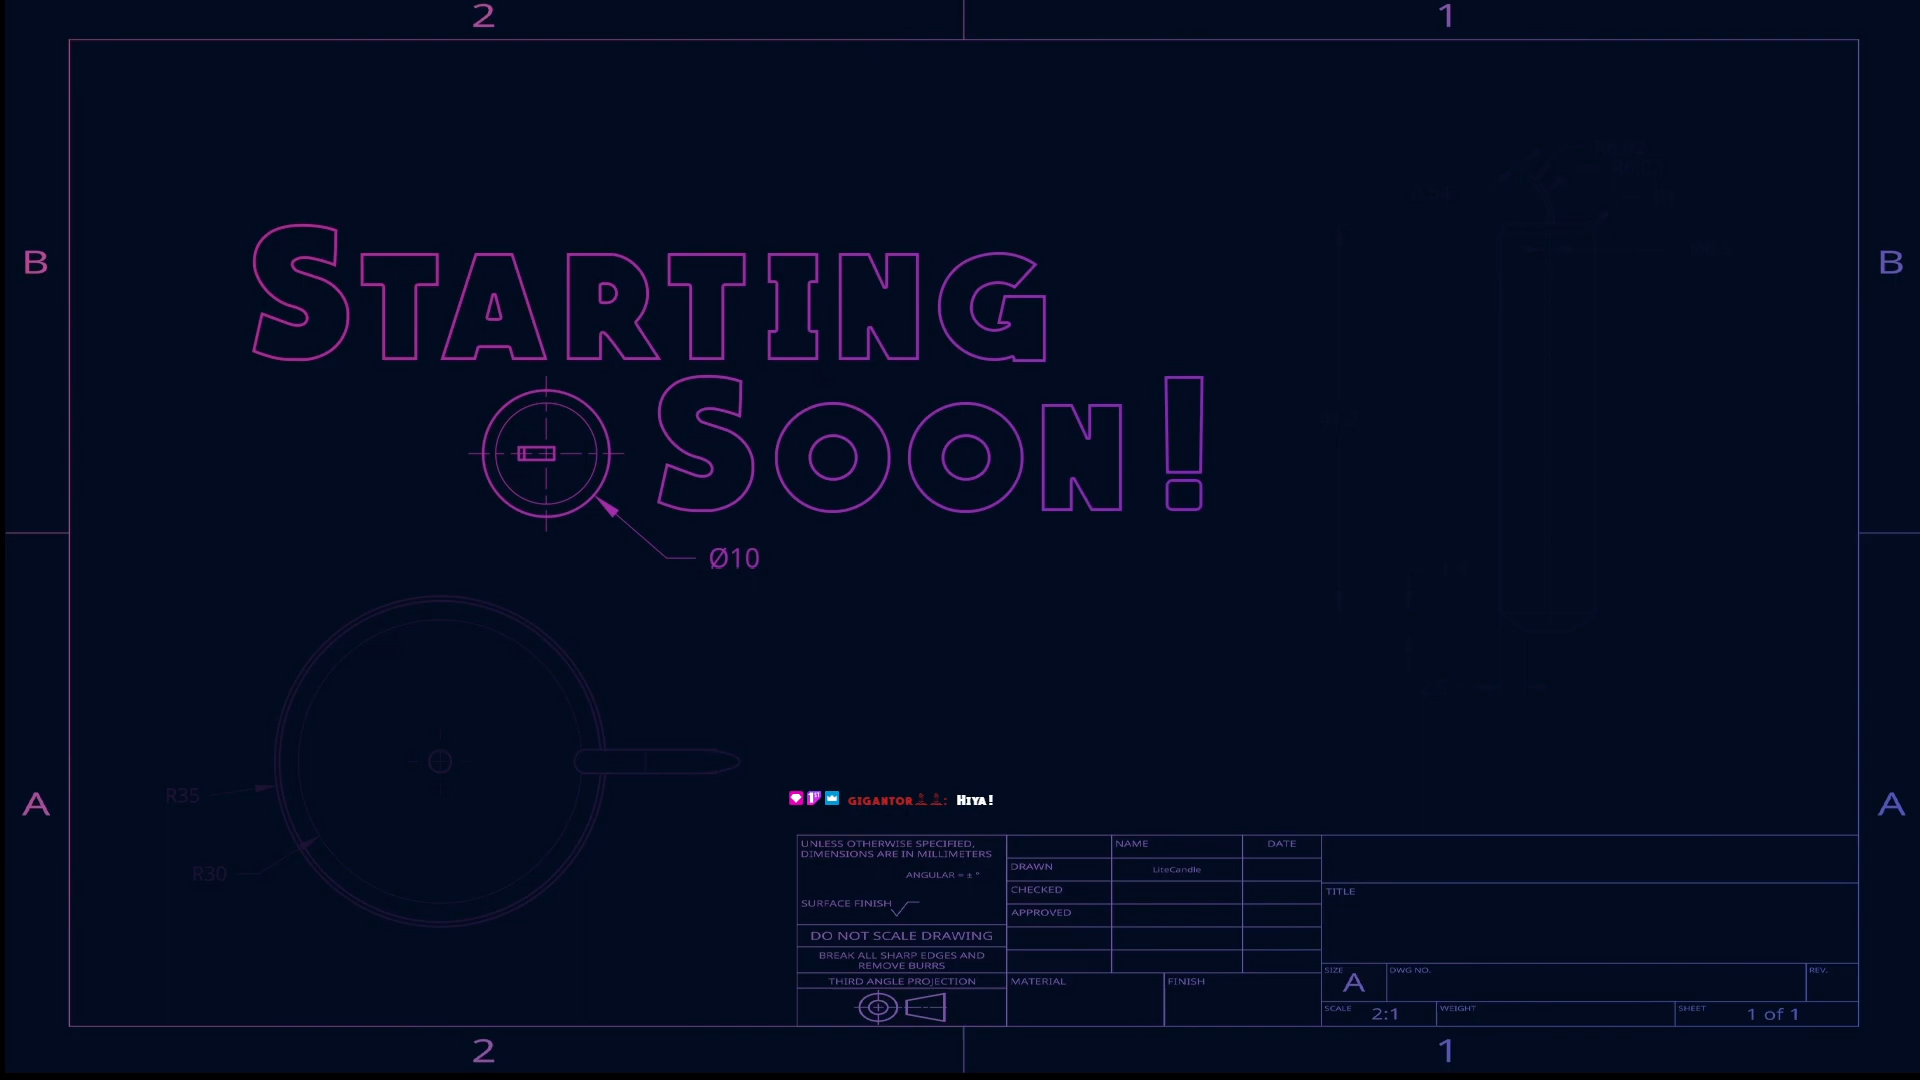 2 1
B B
STARTING
SOON!
Ø10
R35
R30
A A
1ST GIGANTOR: HIYA!
UNLESS OTHERWISE SPECIFIED,
DIMENSIONS ARE IN MILLIMETERS
ANGULAR = ± °
SURFACE FINISH
DO NOT SCALE DRAWING
BREAK ALL SHARP EDGES AND
REMOVE BURRS
THIRD ANGLE PROJECTION
NAME DATE
DRAWN LiteCandle
CHECKED
APPROVED
MATERIAL FINISH
TITLE
SIZE DWG NO. REV.
A
SCALE 2:1 WEIGHT SHEET 1 of 1
2 1